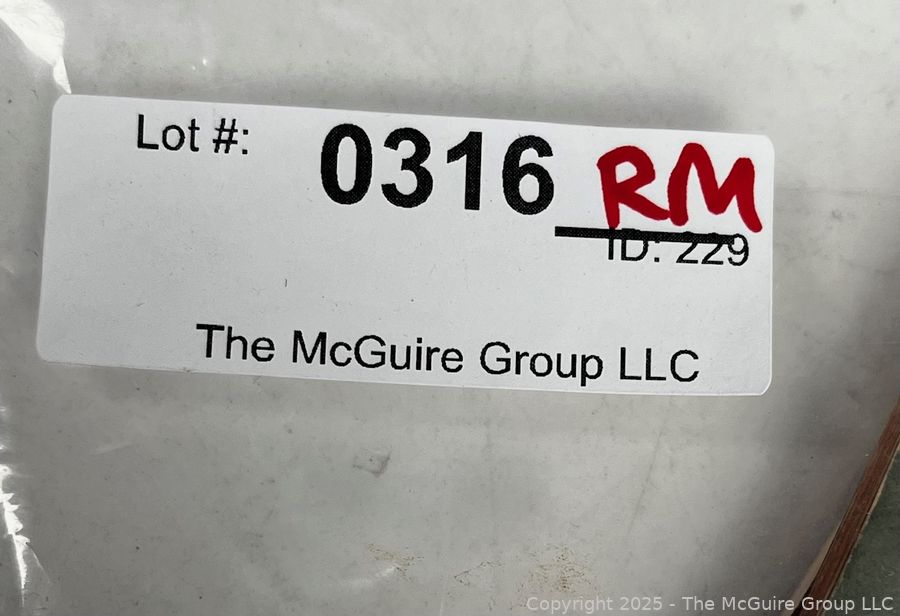 Lot #: 0316 RM
ID: 229
The McGuire Group LLC
Copyright 2025 - The McGuire Group LLC